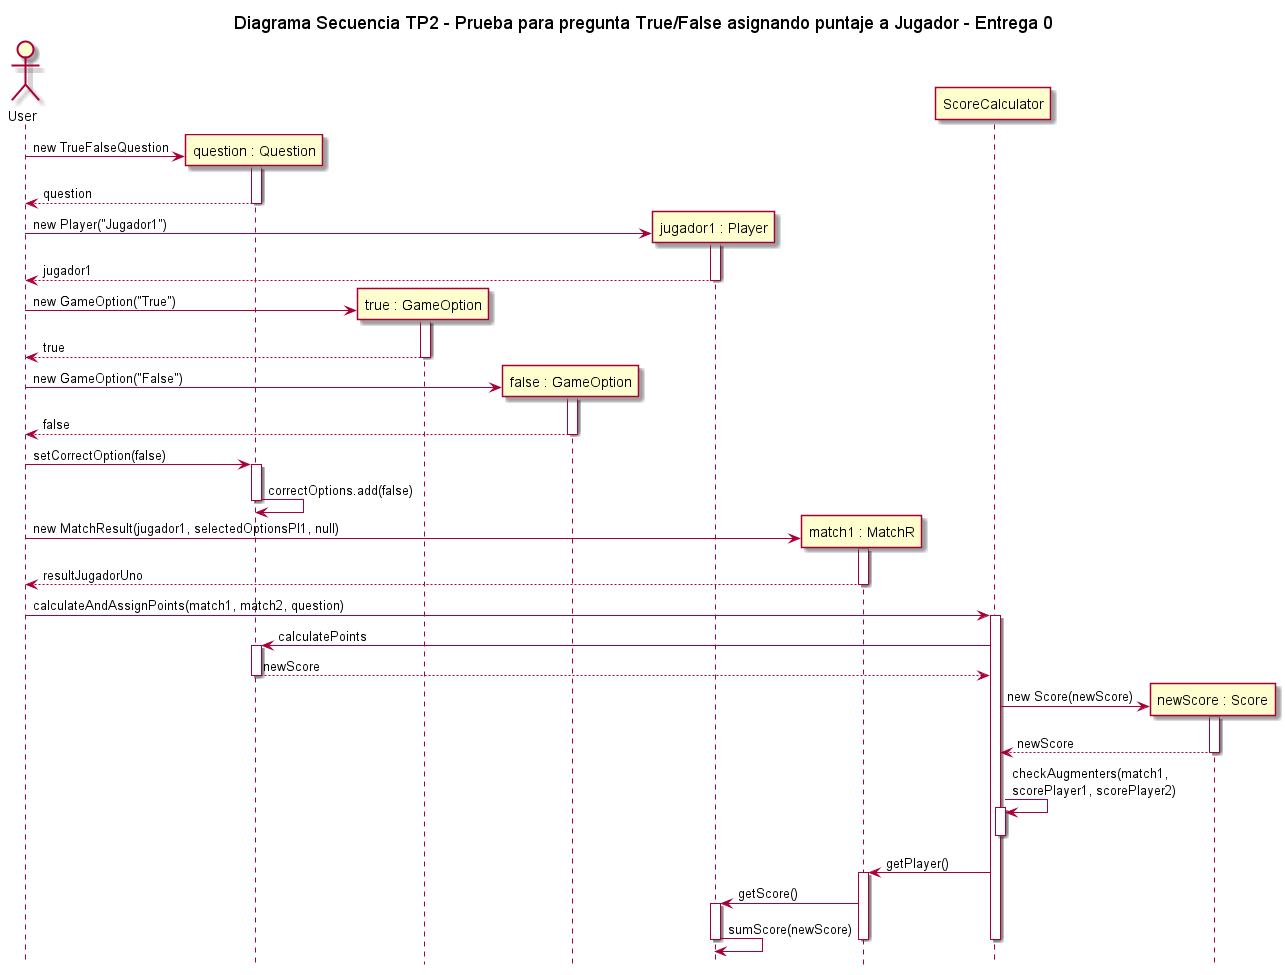 Diagrama Secuencia TP2 - Prueba para pregunta True/False asignando puntaje a Jugador - Entrega 0
User
ScoreCalculator
new TrueFalseQuestion
question : Question
question
new Player("Jugador1")
jugador1 : Player
jugador1
new GameOption("True")
true : GameOption
true
new GameOption("False")
false : GameOption
false
setCorrectOption(false)
correctOptions.add(false)
new MatchResult(jugador1, selectedOptionsPl1, null)
match1 : MatchR
resultJugadorUno
calculateAndAssignPoints(match1, match2, question)
calculatePoints
newScore
new Score(newScore)
newScore : Score
newScore
checkAugmenters(match1,
scorePlayer1, scorePlayer2)
getPlayer()
getScore()
sumScore(newScore)